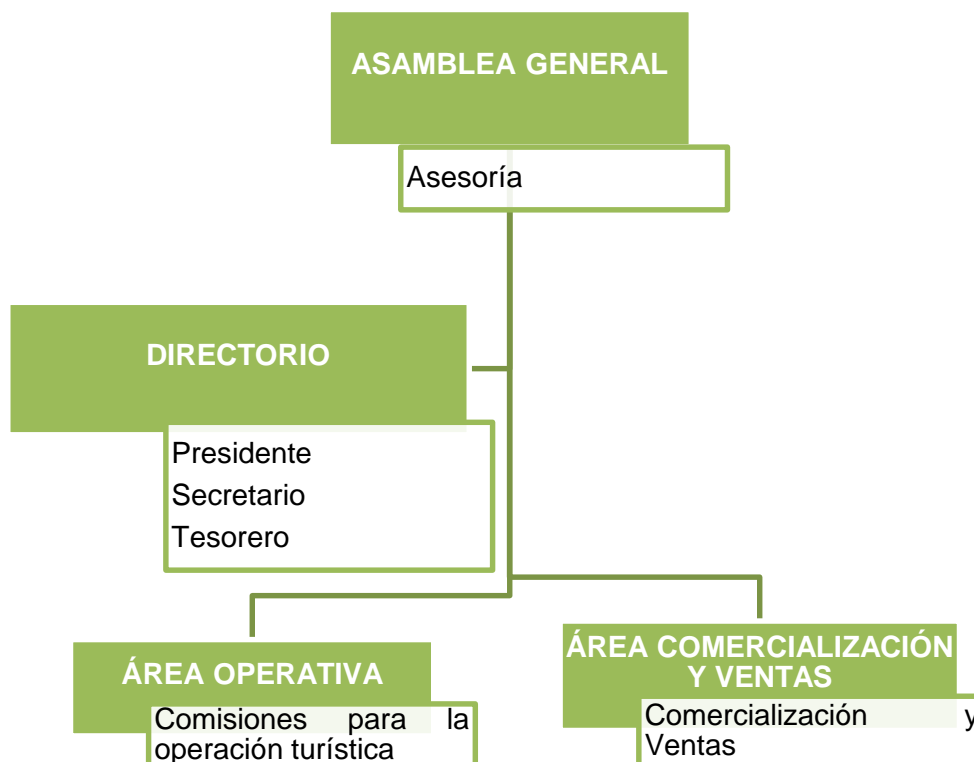 ASAMBLEA GENERAL
Asesoría
DIRECTORIO
Presidente
Secretario
Tesorero
ÁREA OPERATIVA
Comisiones para la
operación turística
ÁREA COMERCIALIZACIÓN
Y VENTAS
Comercialización y
Ventas